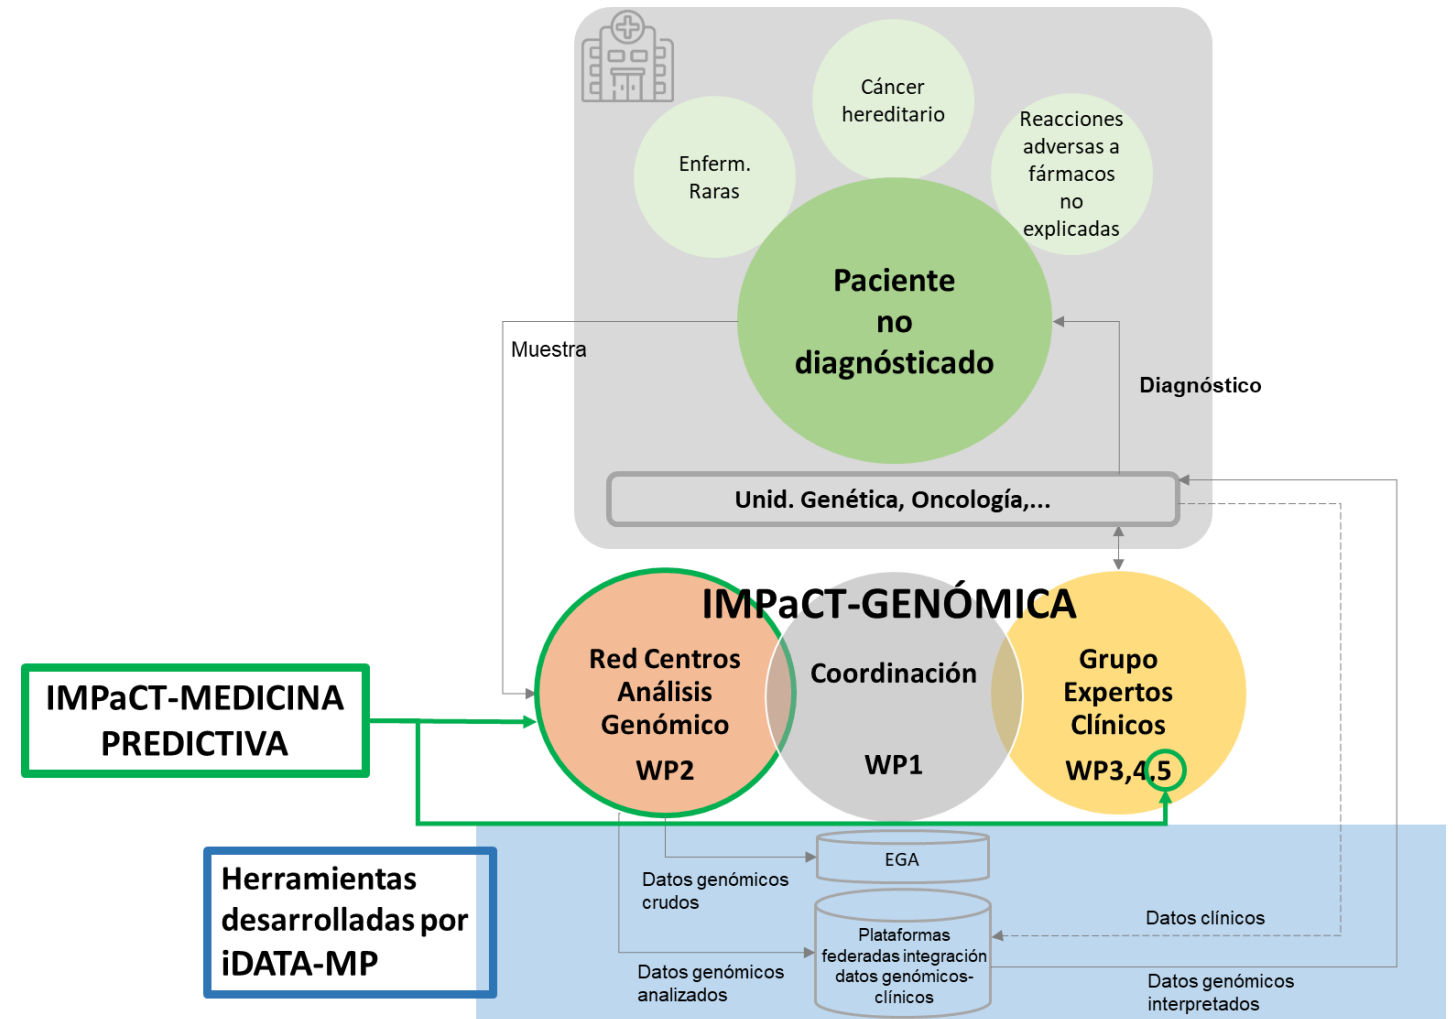 Cáncer
hereditario
Enferm.
Raras
Reacciones
adversas a
fármacos
no
explicadas
Paciente
no
diagnósticado
Muestra
Diagnóstico
Unid. Genética, Oncología,...
IMPaCT-GENÓMICA
Red Centros
Análisis
Genómico
WP2
Coordinación
WP1
Grupo
Expertos
Clínicos
WP3,4,5
IMPaCT-MEDICINA
PREDICTIVA
Herramientas
desarrolladas por
iDATA-MP
EGA
Datos genómicos
crudos
Plataformas
federadas integración
datos genómicos-
clínicos
Datos genómicos
analizados
Datos clínicos
Datos genómicos
interpretados